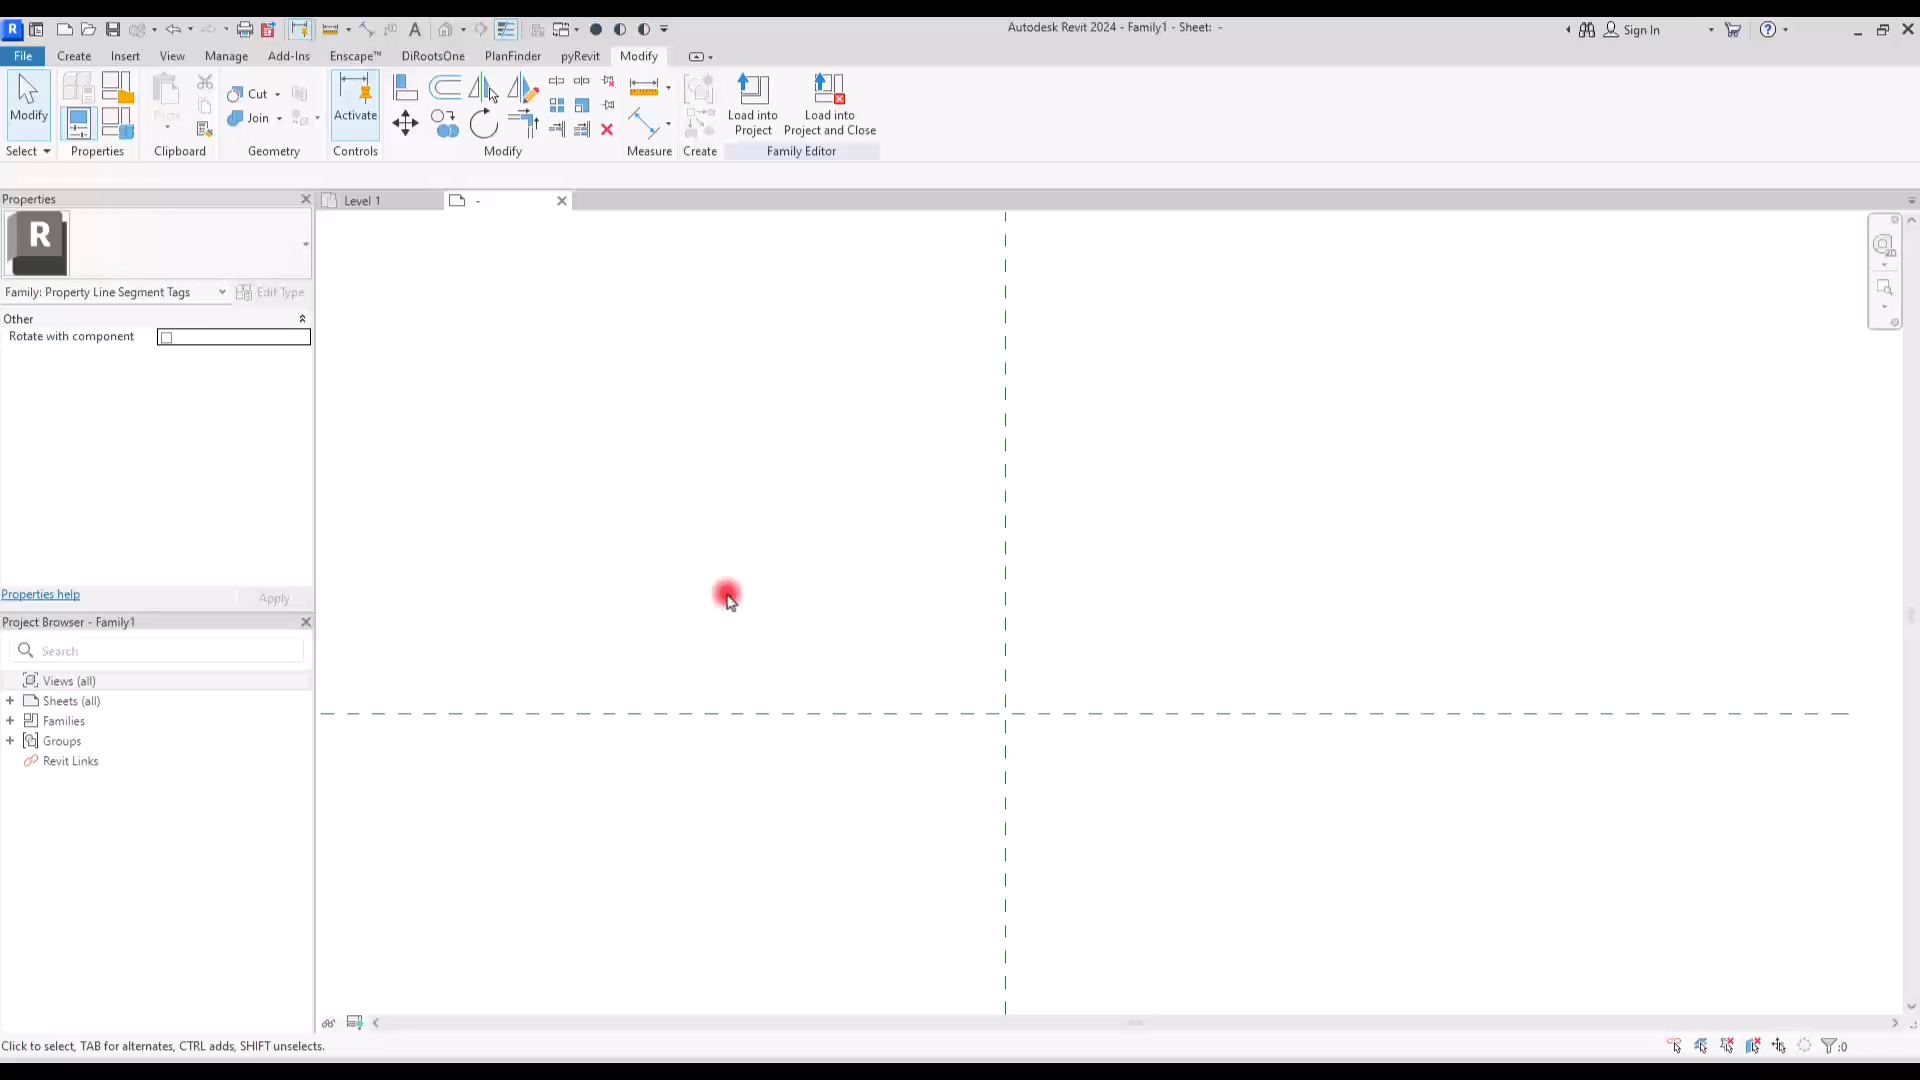 Autodesk Revit 2024 - Family1 - Sheet: -
Sign In
File Create Insert View Manage Add-Ins Enscape™ DiRootsOne PlanFinder pyRevit Modify
Modify
Cut
Join
Paste
Activate
Load into Project
Load into Project and Close
Select Properties Clipboard Geometry Controls Modify Measure Create Family Editor
Properties
Level 1
-
R
Family: Property Line Segment Tags
Edit Type
Other
Rotate with component
Properties help
Apply
Project Browser - Family1
Search
Views (all)
Sheets (all)
Families
Groups
Revit Links
Click to select, TAB for alternates, CTRL adds, SHIFT unselects.
:0